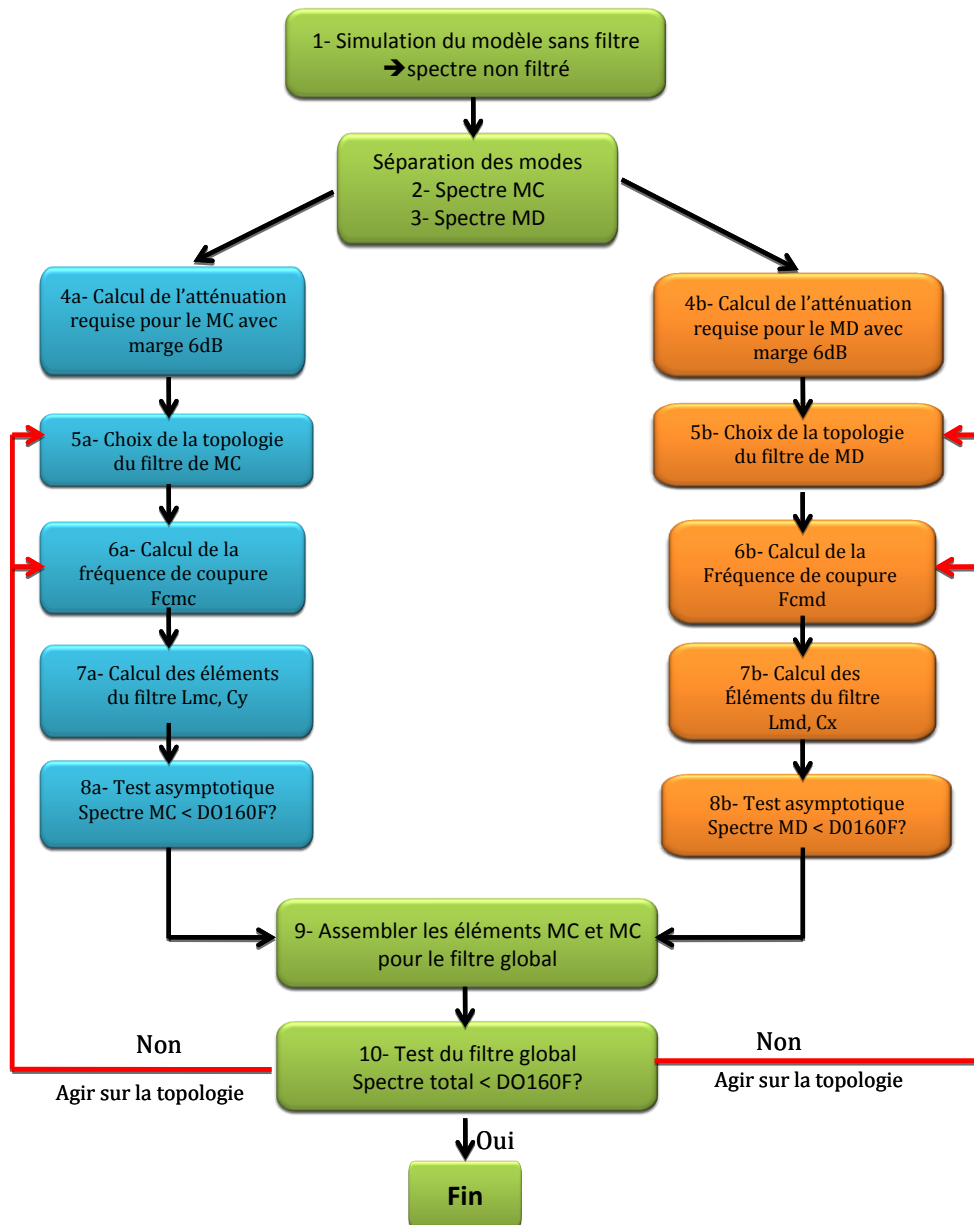 1- Simulation du modèle sans filtre
➔spectre non filtré
Séparation des modes
2- Spectre MC
3- Spectre MD
4a- Calcul de l’atténuation
requise pour le MC avec
marge 6dB
4b- Calcul de l’atténuation
requise pour le MD avec
marge 6dB
5a- Choix de la topologie
du filtre de MC
5b- Choix de la topologie
du filtre de MD
6a- Calcul de la
fréquence de coupure
Fcmc
6b- Calcul de la
Fréquence de coupure
Fcmd
7a- Calcul des éléments
du filtre Lmc, Cy
7b- Calcul des
Éléments du filtre
Lmd, Cx
8a- Test asymptotique
Spectre MC < DO160F?
8b- Test asymptotique
Spectre MD < D0160F?
9- Assembler les éléments MC et MC
pour le filtre global
Non
Agir sur la topologie
10- Test du filtre global
Spectre total < DO160F?
Non
Agir sur la topologie
Oui
Fin